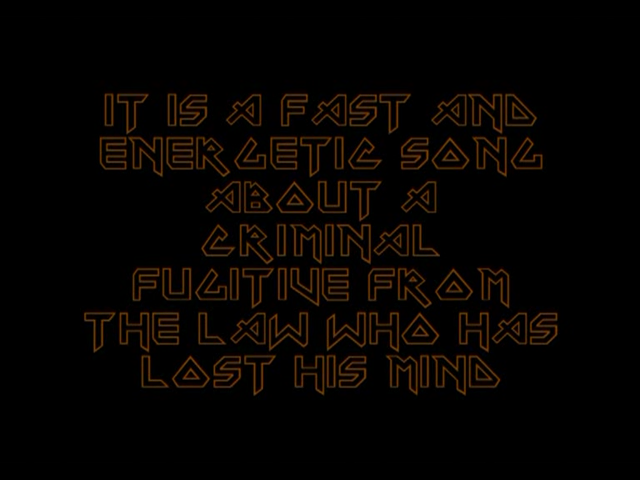 IT IS A FAST AND
ENERGETIC SONG
ABOUT A
CRIMINAL
FUGITIVE FROM
THE LAW WHO HAS
LOST HIS MIND